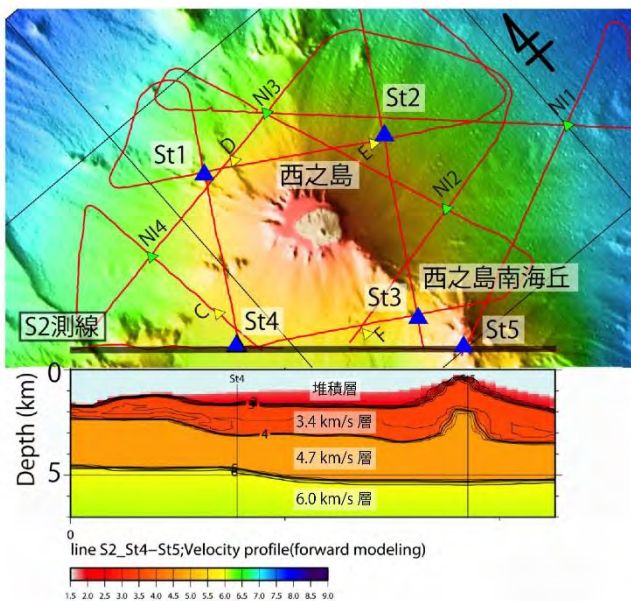 NI3
St2
NI1
D
St1
E
西之島
NI2
NI4
西之島南海丘
St3
C
S2測線
St4
F
St5
0
St4
堆積層
3.4 km/s 層
4
4.7 km/s 層
5
6.0 km/s 層
Depth (km)
0
line S2_St4–St5;Velocity profile(forward modeling)
1.5 2.0 2.5 3.0 3.5 4.0 4.5 5.0 5.5 6.0 6.5 7.0 7.5 8.0 8.5 9.0